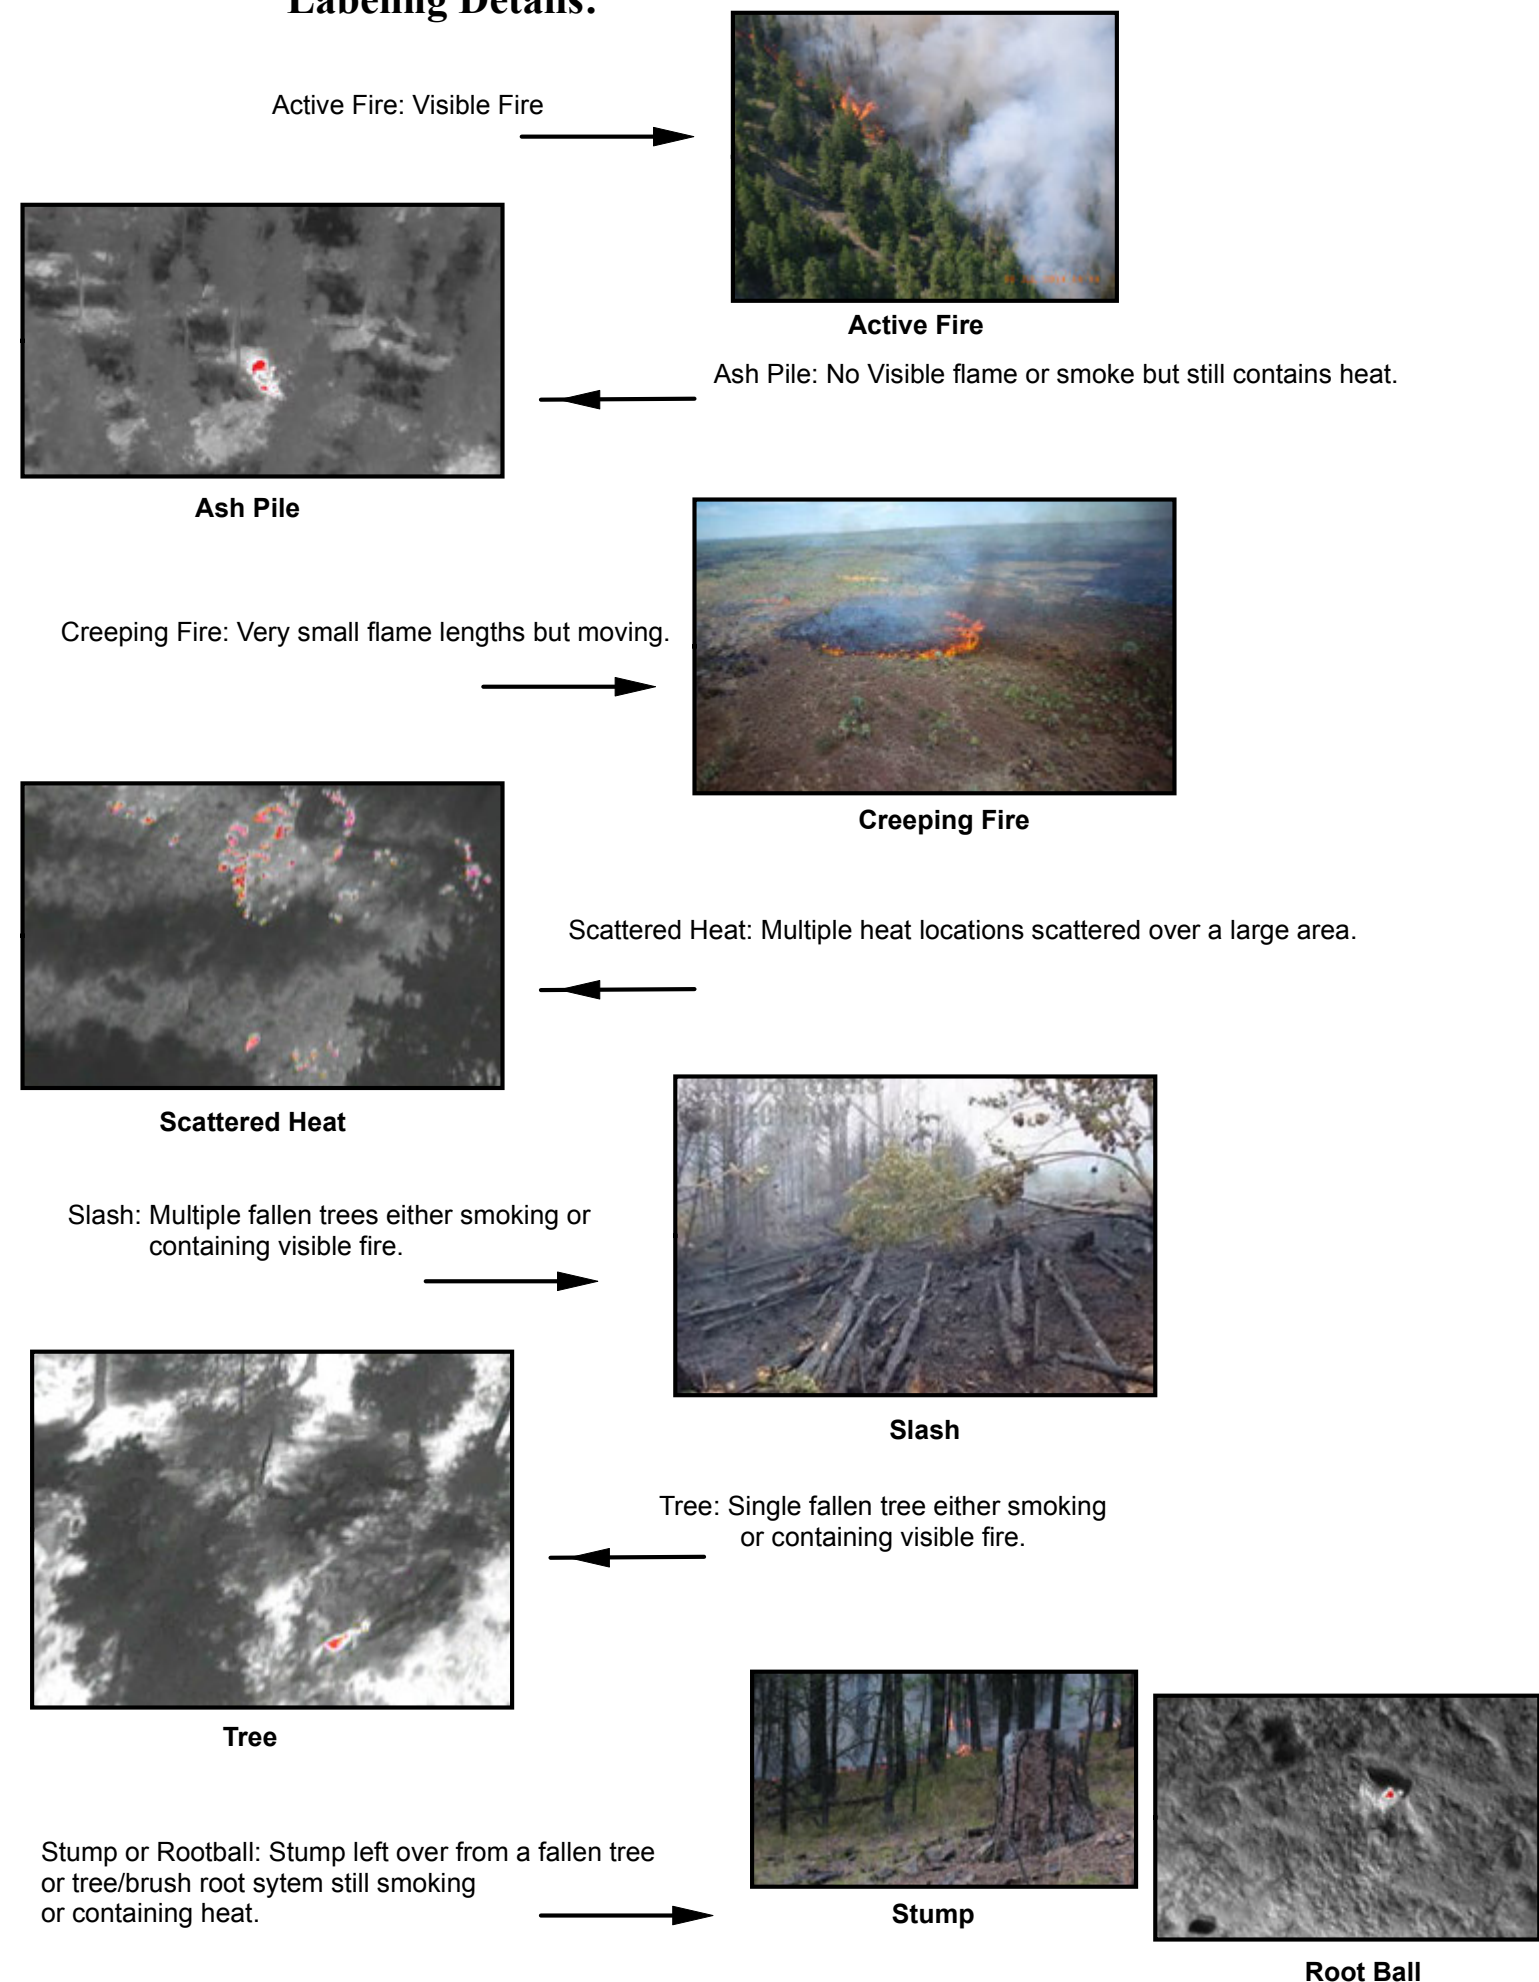 Labeling Details:
Active Fire: Visible Fire
Active Fire
Ash Pile: No Visible flame or smoke but still contains heat.
Ash Pile
Creeping Fire: Very small flame lengths but moving.
Creeping Fire
Scattered Heat: Multiple heat locations scattered over a large area.
Scattered Heat
Slash: Multiple fallen trees either smoking or
containing visible fire.
Slash
Tree: Single fallen tree either smoking
or containing visible fire.
Tree
Stump or Rootball: Stump left over from a fallen tree
or tree/brush root sytem still smoking
or containing heat.
Stump
Root Ball